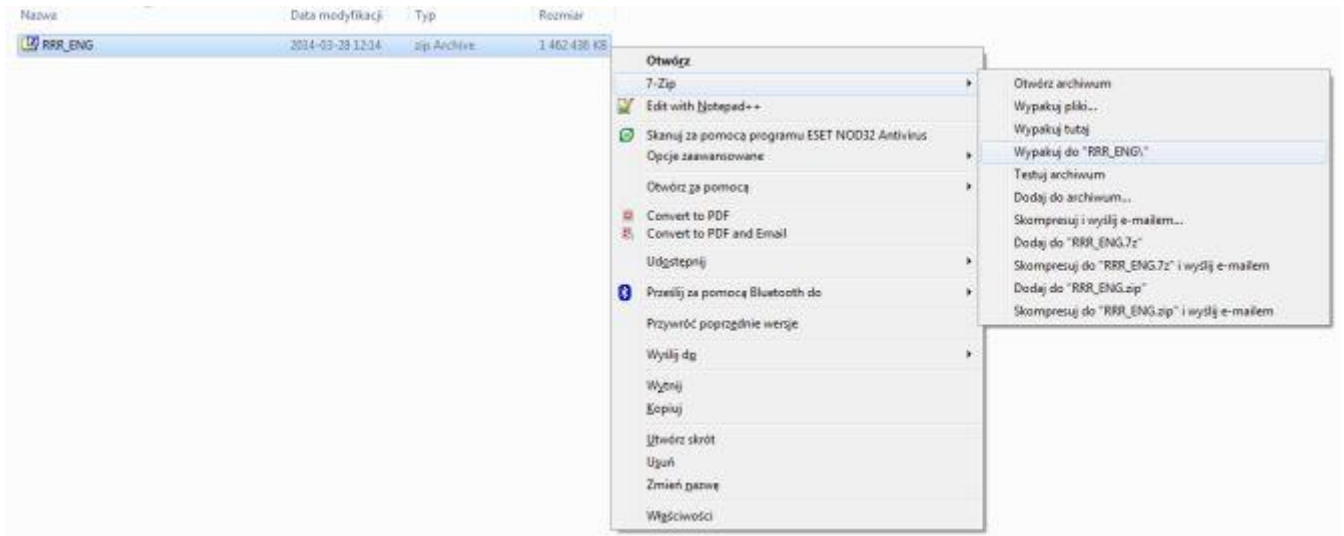 Nazwa Data modyfikacji Typ Rozmiar
RRR_ENG 2014-03-28 12:14 zip Archive 1 462 436 KB
Otwórz
7-Zip
Edit with Notepad++
Skanuj za pomocą programu ESET NOD32 Antivirus
Opcje zaawansowane
Otwórz za pomocą
Convert to PDF
Convert to PDF and Email
Udostępnij
Prześlij za pomocą Bluetooth do
Przywróć poprzednie wersje
Wyślij do
Wytnij
Kopiuj
Utwórz skrót
Usuń
Zmień nazwę
Właściwości
Otwórz archiwum
Wypakuj pliki...
Wypakuj tutaj
Wypakuj do "RRR_ENG\"
Testuj archiwum
Dodaj do archiwum...
Skompresuj i wyślij e-mailem...
Dodaj do "RRR_ENG.7z"
Skompresuj do "RRR_ENG.7z" i wyślij e-mailem
Dodaj do "RRR_ENG.zip"
Skompresuj do "RRR_ENG.zip" i wyślij e-mailem